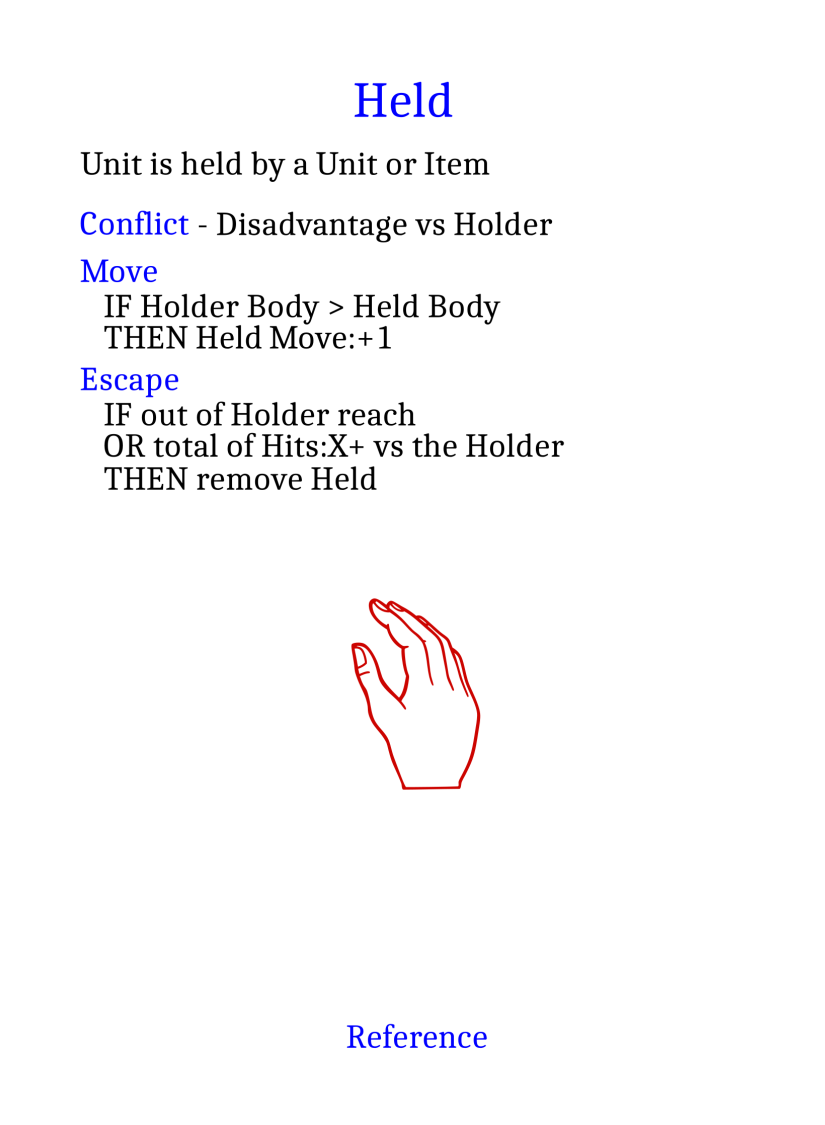 Held
Unit is held by a Unit or Item
Conflict - Disadvantage vs Holder
Move
IF Holder Body > Held Body
THEN Held Move:+1
Escape
IF out of Holder reach
OR total of Hits:X+ vs the Holder
THEN remove Held
Reference